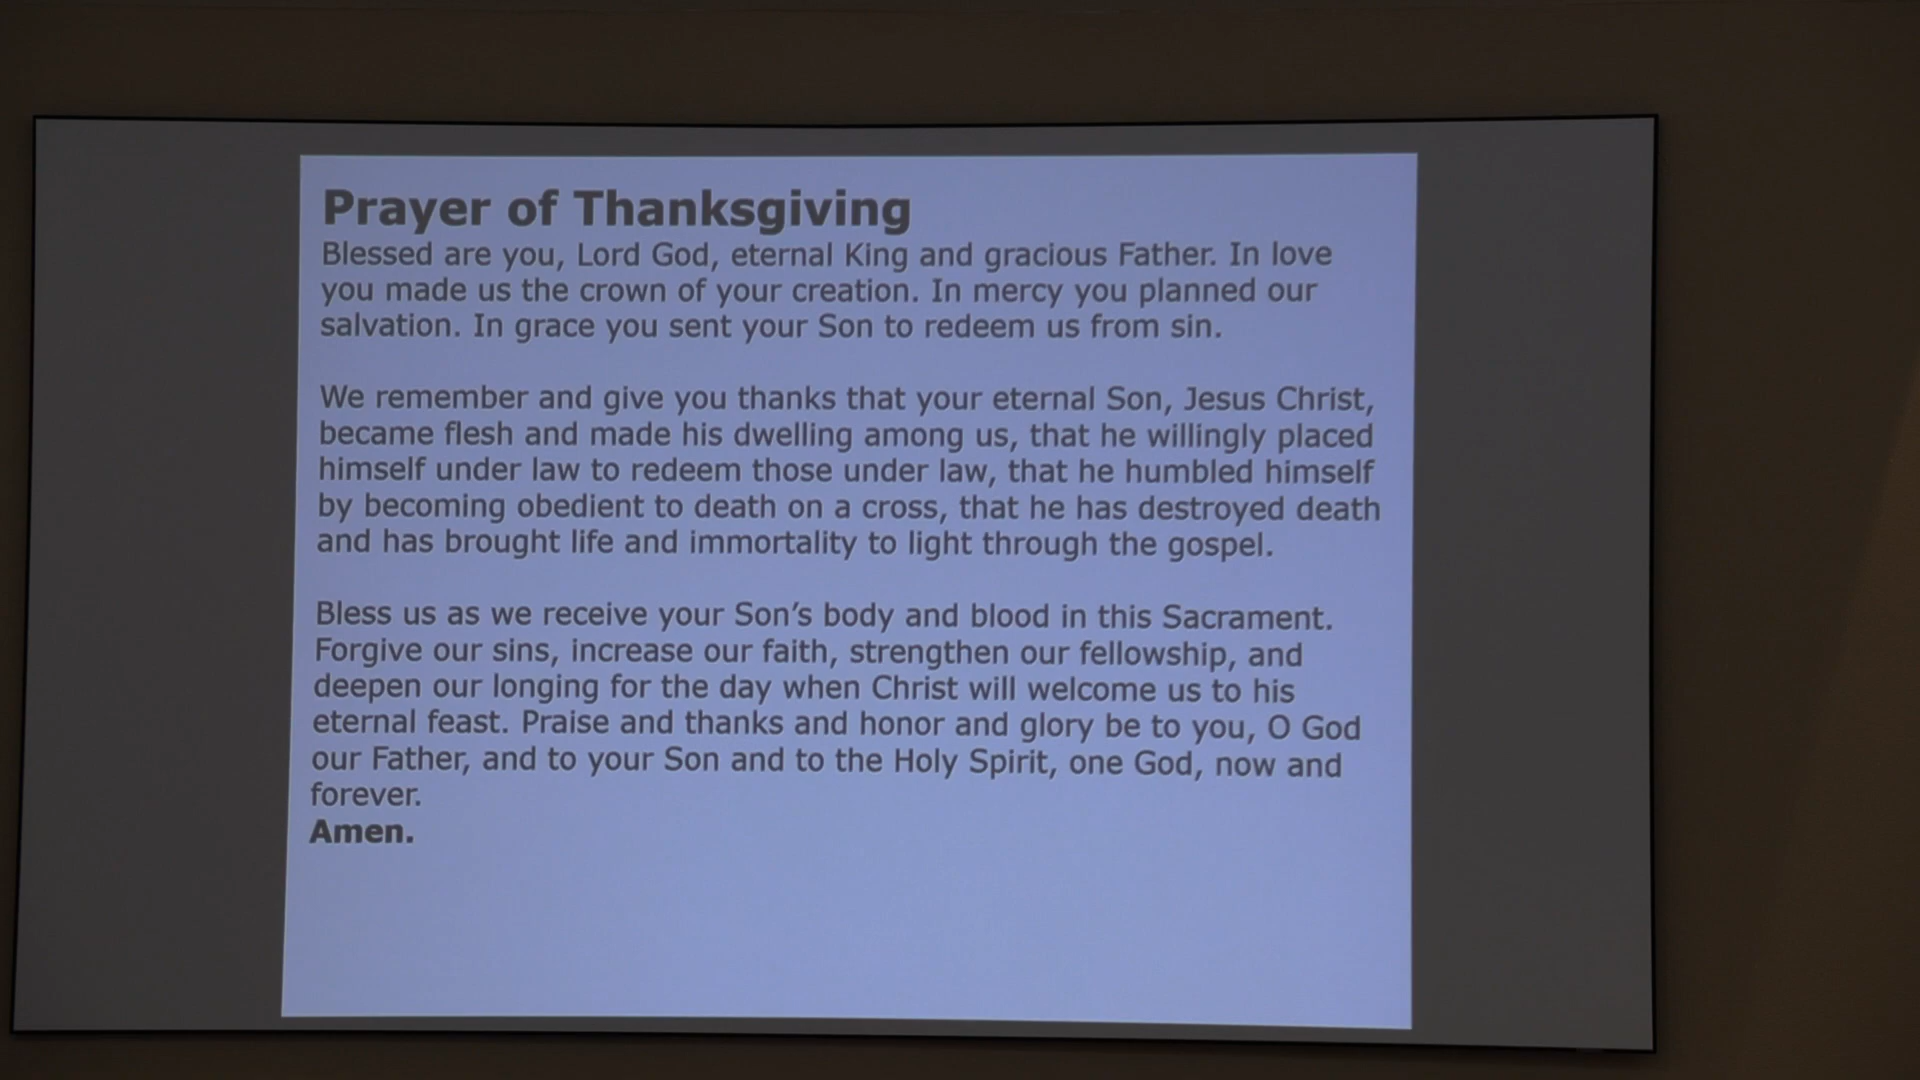 Prayer of Thanksgiving
Blessed are you, Lord God, eternal King and gracious Father. In love
you made us the crown of your creation. In mercy you planned our
salvation. In grace you sent your Son to redeem us from sin.
We remember and give you thanks that your eternal Son, Jesus Christ,
became flesh and made his dwelling among us, that he willingly placed
himself under law to redeem those under law, that he humbled himself
by becoming obedient to death on a cross, that he has destroyed death
and has brought life and immortality to light through the gospel.
Bless us as we receive your Son’s body and blood in this Sacrament.
Forgive our sins, increase our faith, strengthen our fellowship, and
deepen our longing for the day when Christ will welcome us to his
eternal feast. Praise and thanks and honor and glory be to you, O God
our Father, and to your Son and to the Holy Spirit, one God, now and
forever.
Amen.